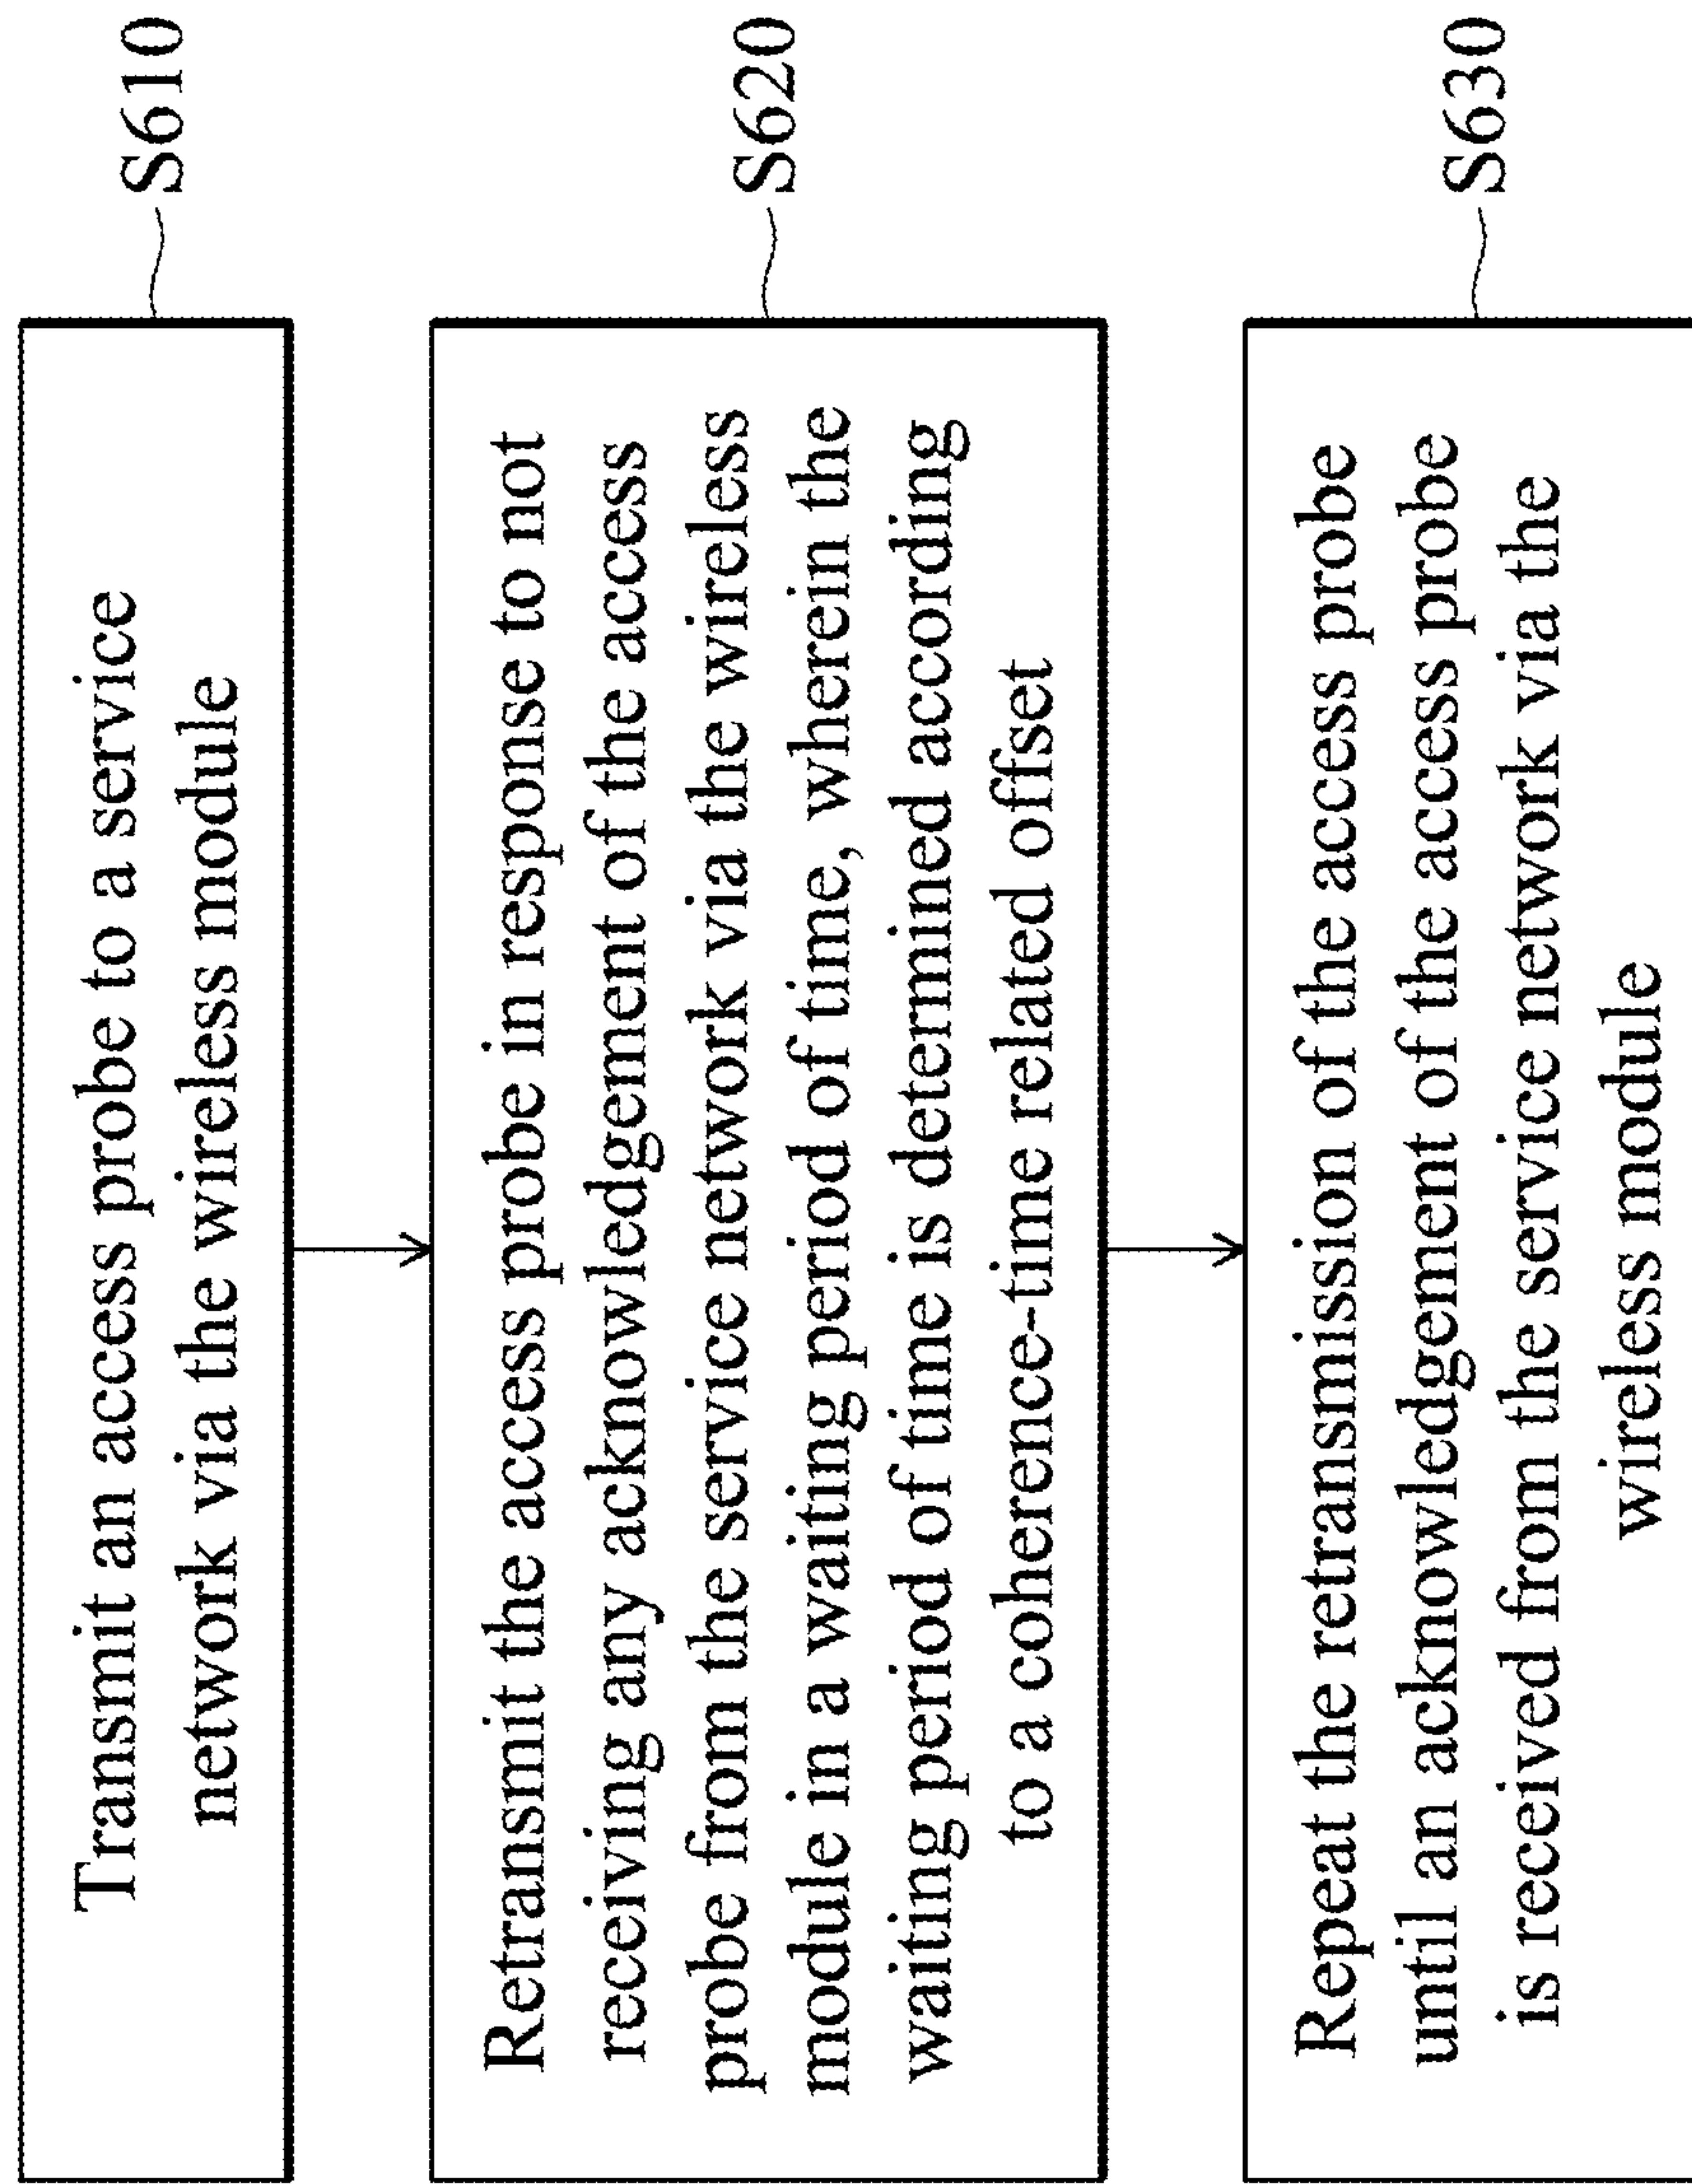 Transmit an access probe to a service
network via the wireless module
S610
Retransmit the access probe in response to not
receiving any acknowledgement of the access
probe from the service network via the wireless
module in a waiting period of time, wherein the
waiting period of time is determined according
to a coherence-time related offset
S620
Repeat the retransmission of the access probe
until an acknowledgement of the access probe
is received from the service network via the
wireless module
S630